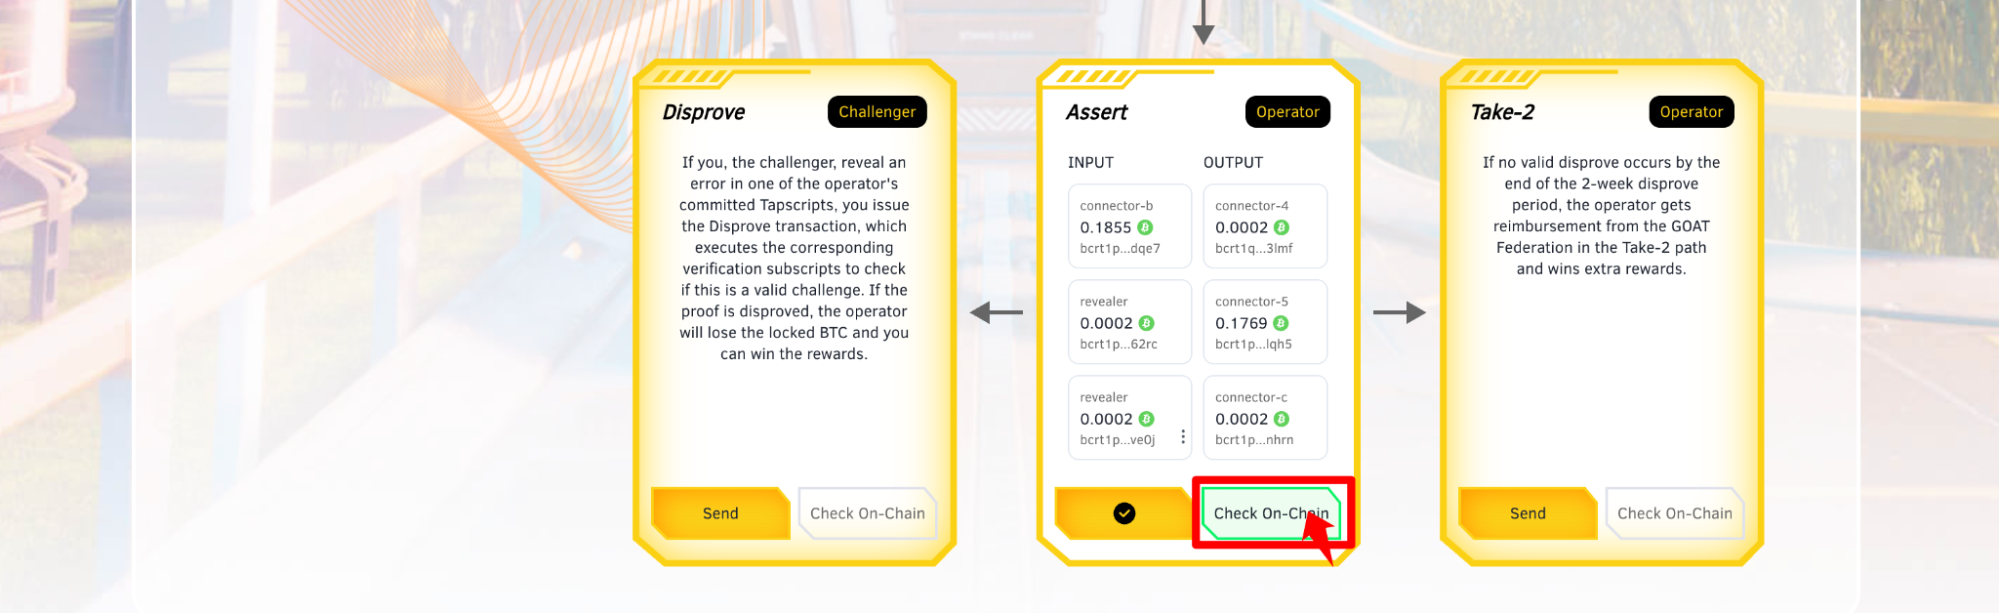 Disprove
Challenger
If you, the challenger, reveal an
error in one of the operator's
committed Tapscripts, you issue
the Disprove transaction, which
executes the corresponding
verification subscripts to check
if this is a valid challenge. If the
proof is disproved, the operator
will lose the locked BTC and you
can win the rewards.
Send
Check On-Chain
Assert
Operator
INPUT
OUTPUT
connector-b
0.1855
bcrt1p...dqe7
connector-4
0.0002
bcrt1q...3lmf
revealer
0.0002
bcrt1p...62rc
connector-5
0.1769
bcrt1p...lqh5
revealer
0.0002
bcrt1p...ve0j
connector-c
0.0002
bcrt1p...nhrn
Check On-Chain
Take-2
Operator
If no valid disprove occurs by the
end of the 2-week disprove
period, the operator gets
reimbursement from the GOAT
Federation in the Take-2 path
and wins extra rewards.
Send
Check On-Chain